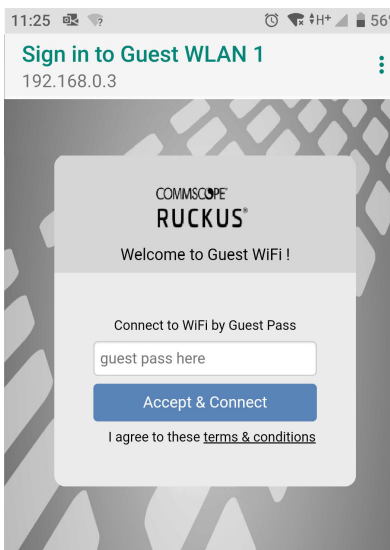 11:25
H+
56%
Sign in to Guest WLAN 1
192.168.0.3
COMMSCOPE
RUCKUS®
Welcome to Guest WiFi !
Connect to WiFi by Guest Pass
guest pass here
Accept & Connect
I agree to these terms & conditions